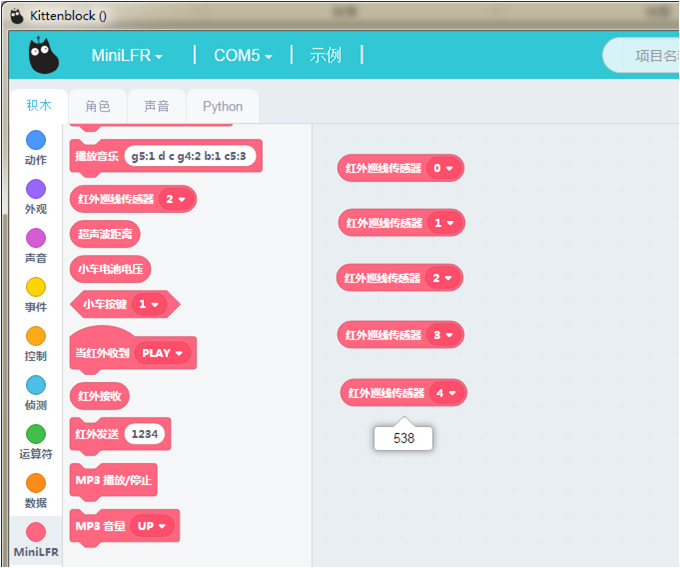 Kittenblock ()
MiniLFR
COM5
示例
项目名称
积木
角色
声音
Python
动作
外观
声音
事件
控制
侦测
运算符
数据
MiniLFR
播放音乐 g5:1 d c g4:2 b:1 c5:3
红外巡线传感器 2
超声波距离
小车电池电压
小车按键 1
当红外收到 PLAY
红外接收
红外发送 1234
MP3 播放/停止
MP3 音量 UP
红外巡线传感器 0
红外巡线传感器 1
红外巡线传感器 2
红外巡线传感器 3
红外巡线传感器 4
538